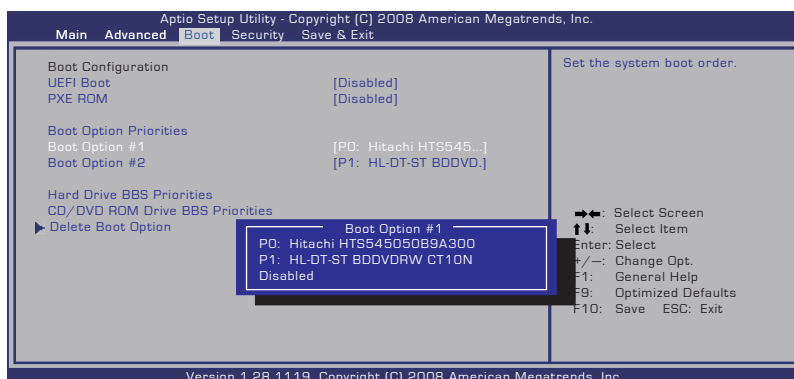 Aptio Setup Utility - Copyright (C) 2008 American Megatrends, Inc.
Main Advanced Boot Security Save & Exit
Boot Configuration
UEFI Boot [Disabled]
PXE ROM [Disabled]
Boot Option Priorities
Boot Option #1 [P0: Hitachi HTS545...]
Boot Option #2 [P1: HL-DT-ST BDDVD.]
Hard Drive BBS Priorities
CD/DVD ROM Drive BBS Priorities
Delete Boot Option
Boot Option #1
P0: Hitachi HTS545050B9A300
P1: HL-DT-ST BDDVDRW CT10N
Disabled
Set the system boot order.
→←: Select Screen
↑↓: Select Item
Enter: Select
+/—: Change Opt.
F1: General Help
F9: Optimized Defaults
F10: Save ESC: Exit
Version 1.28.1119. Copyright (C) 2008 American Megatrends, Inc.